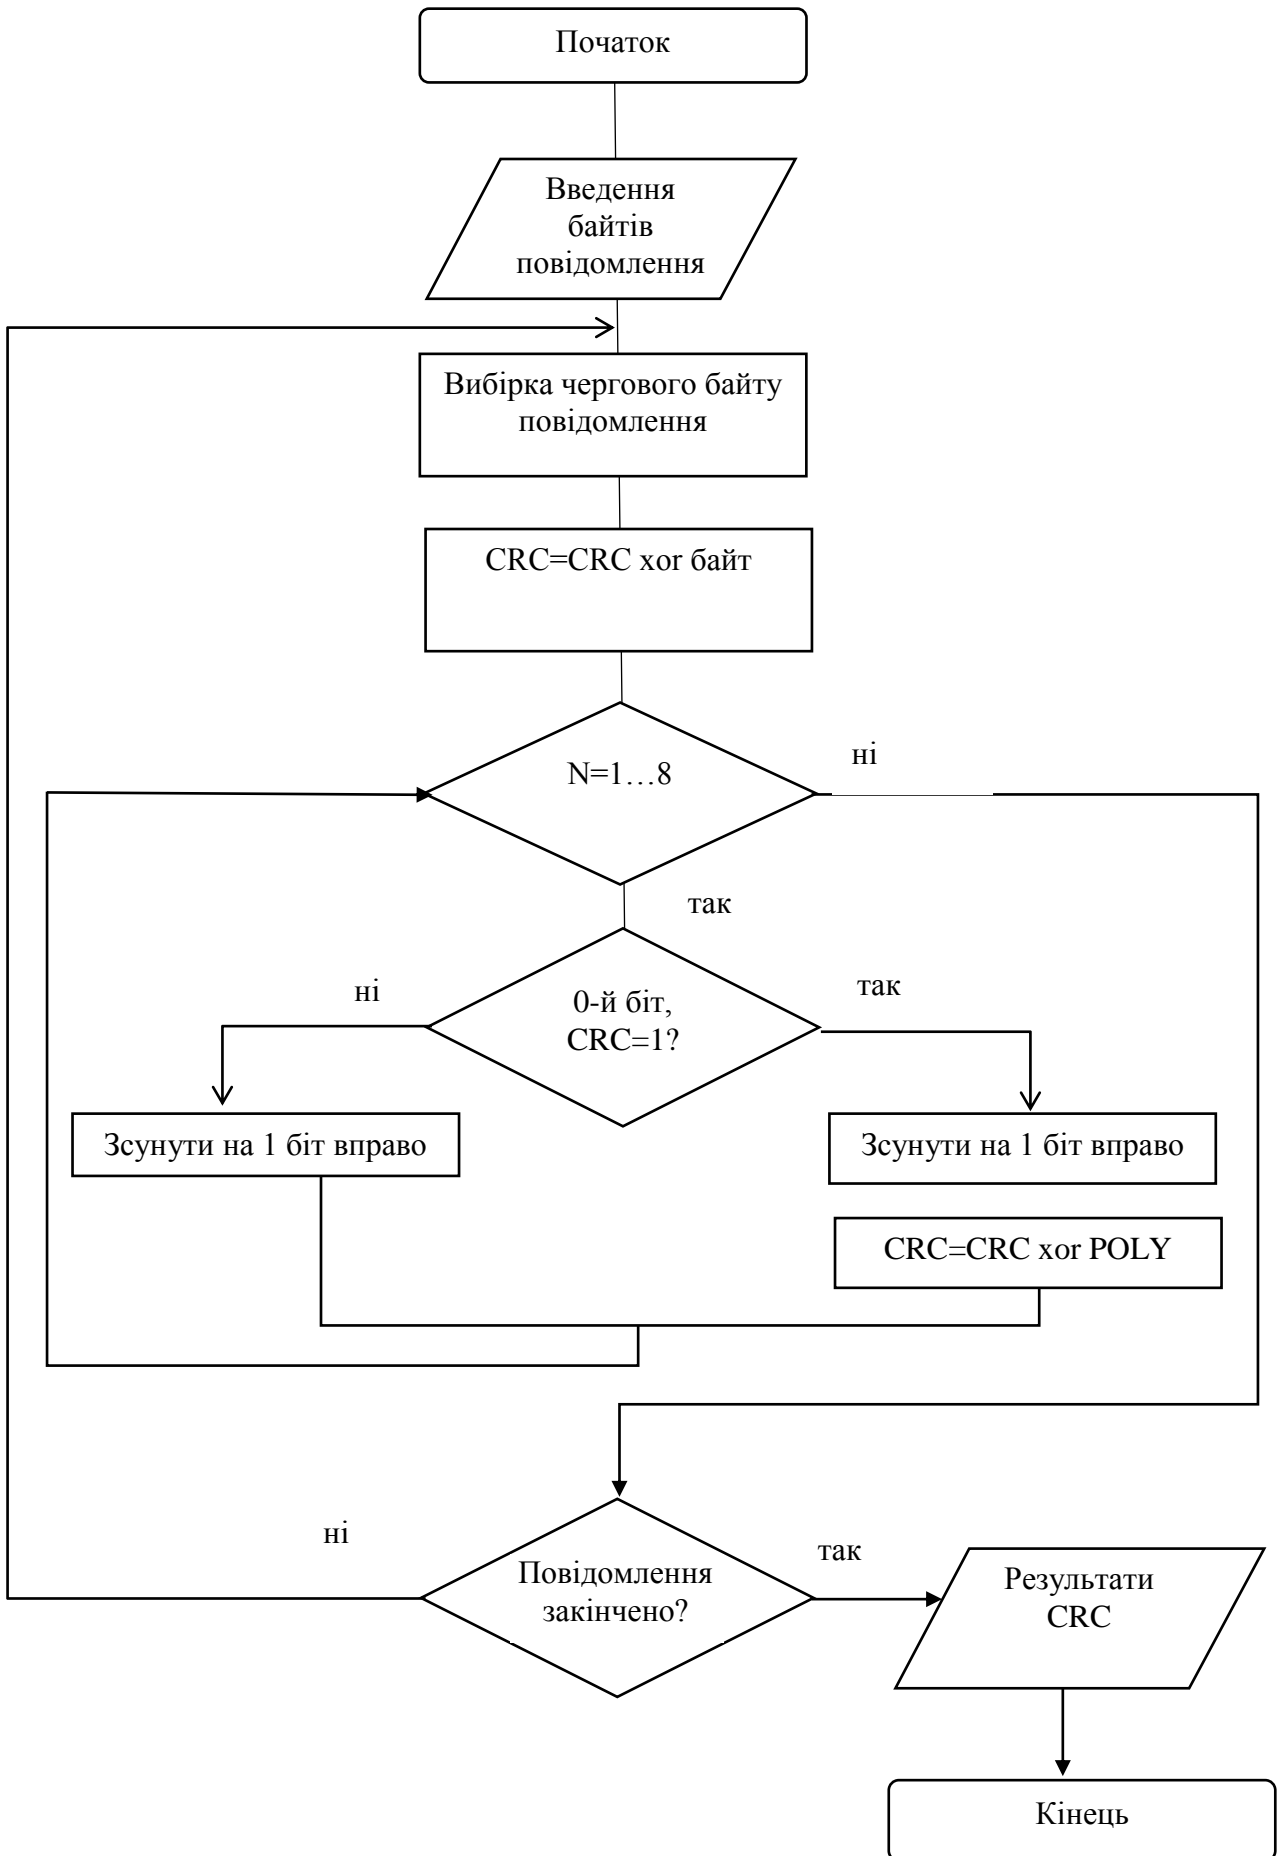 Початок
Введення
байтів
повідомлення
Вибірка чергового байту
повідомлення
CRC=CRC xor байт
N=1…8
ні
так
ні
0-й біт,
CRC=1?
так
Зсунути на 1 біт вправо
Зсунути на 1 біт вправо
CRC=CRC xor POLY
ні
Повідомлення
закінчено?
так
Результати
CRC
Кінець